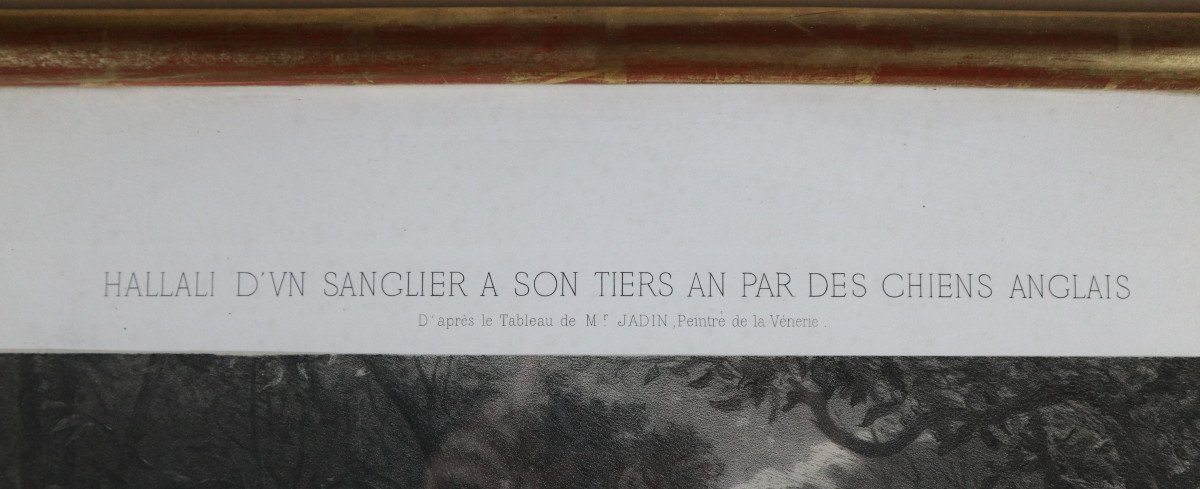 HALLALI D'VN SANGLIER A SON TIERS AN PAR DES CHIENS ANGLAIS
D'après le Tableau de Mr JADIN, Peintre de la Vénerie.